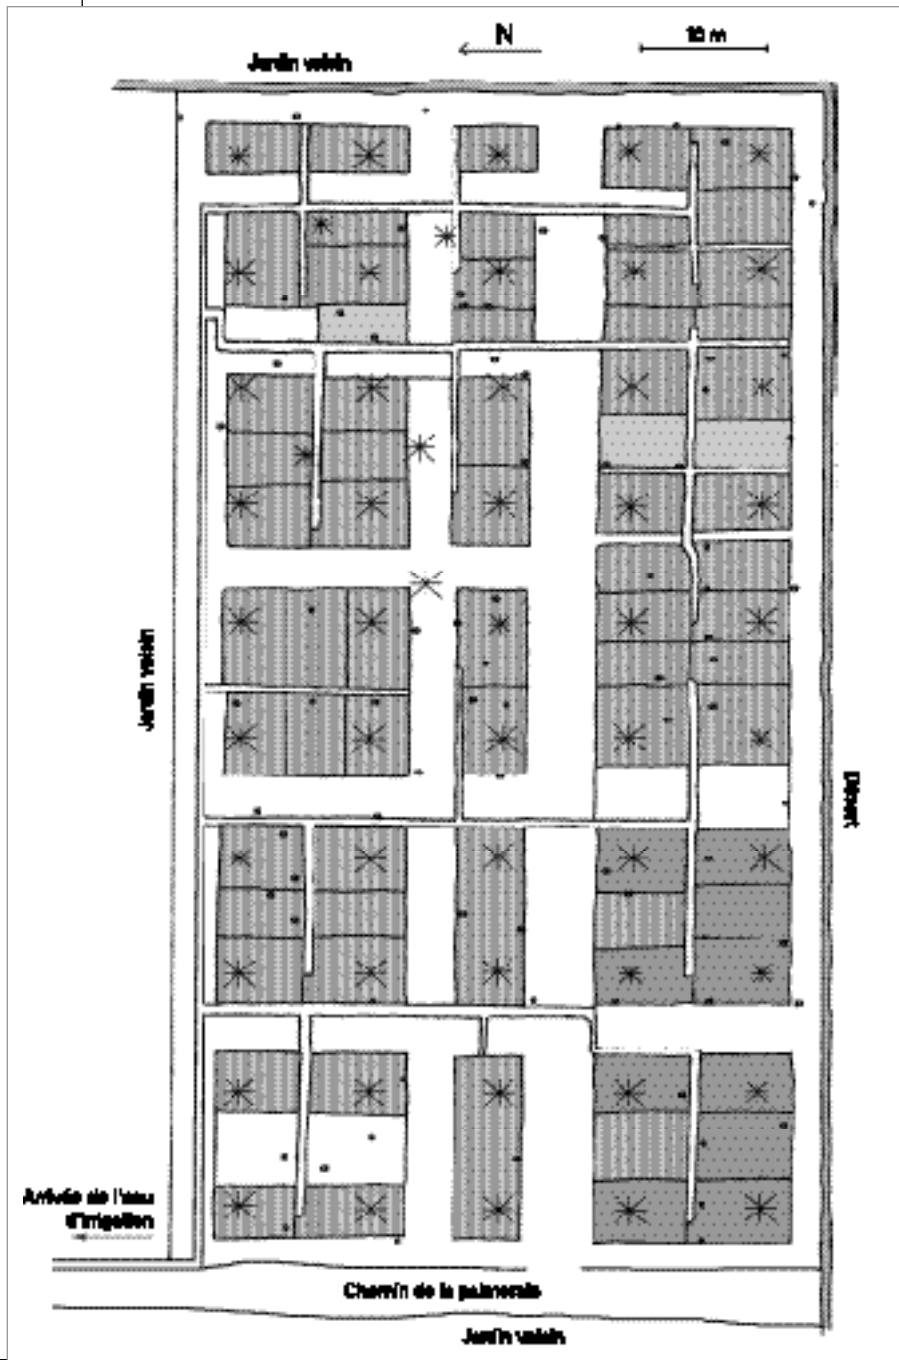 N
10 m
Jardin voisin
Jardin voisin
Désert
Arrivée de l'eau
d'irrigation
Chemin de la palmeraie
Jardin voisin